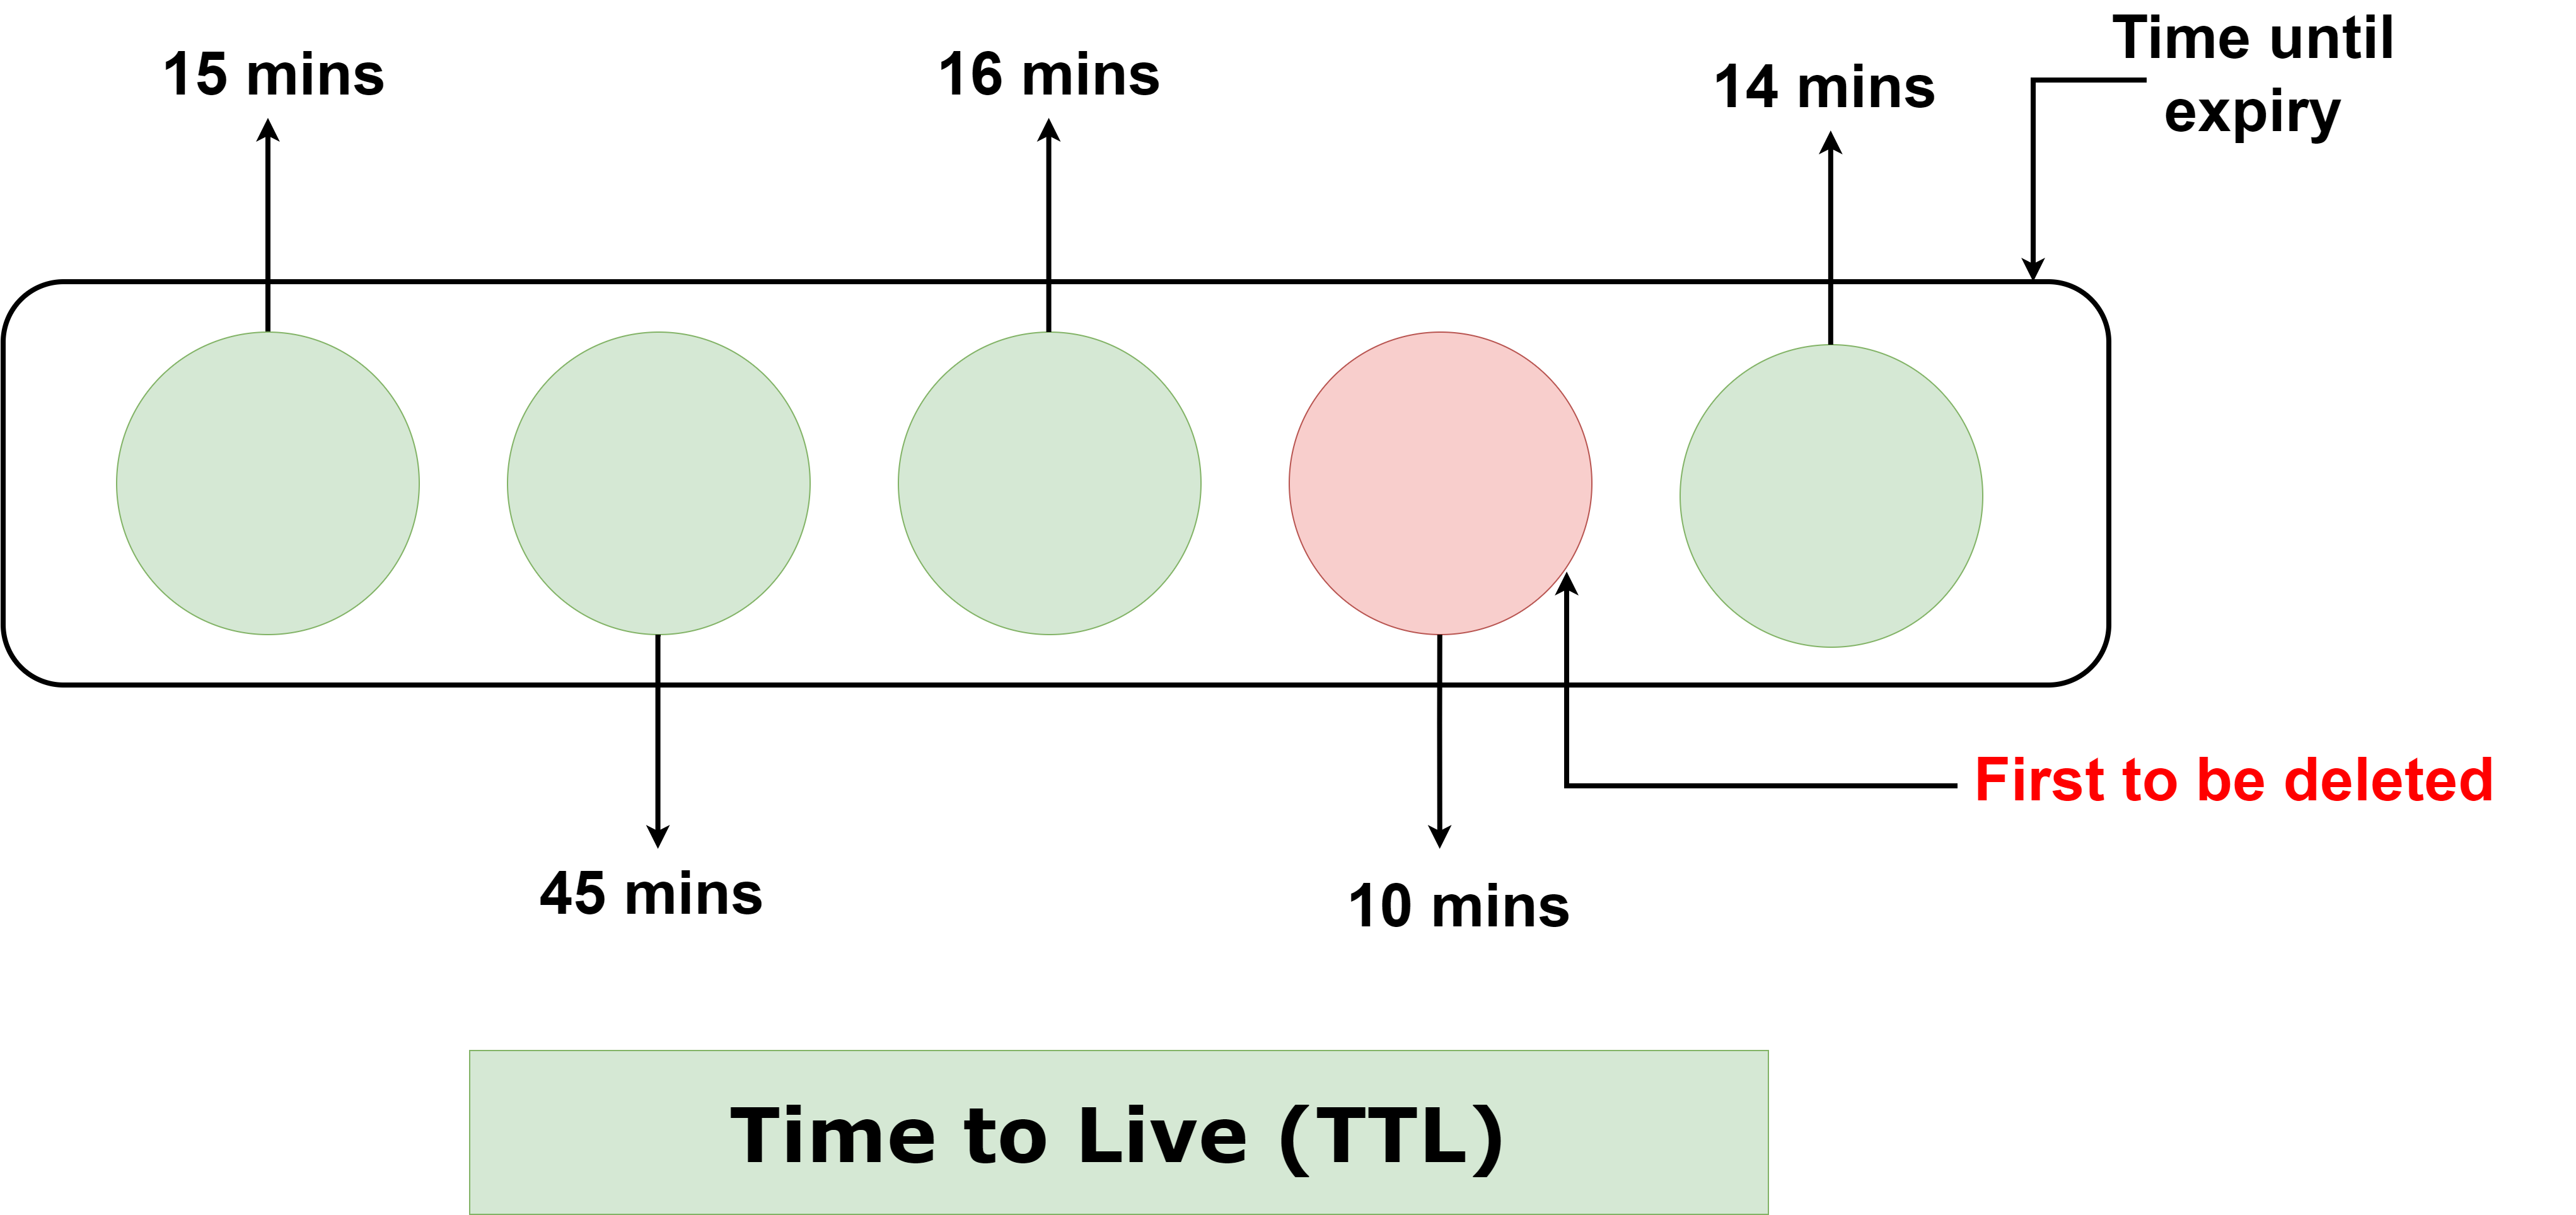 15 mins
16 mins
14 mins
Time until
expiry
First to be deleted
45 mins
10 mins
Time to Live (TTL)